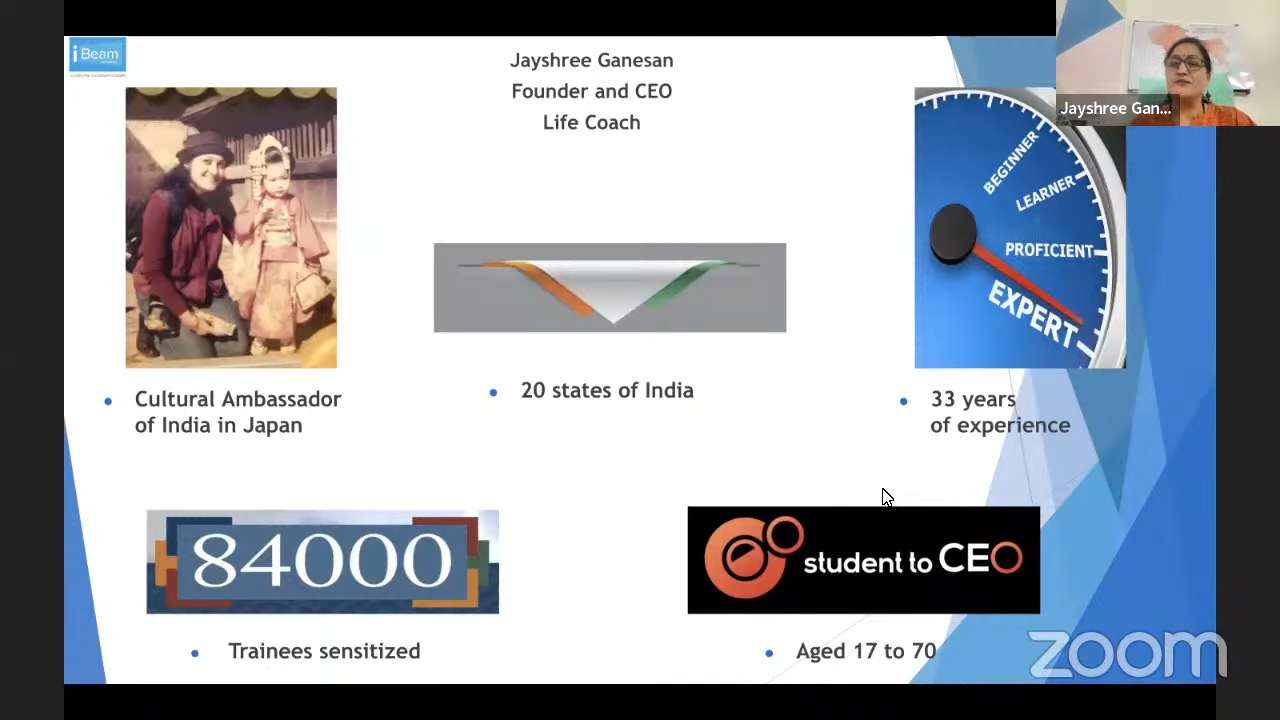 i Beam
Jayshree Ganesan
Founder and CEO
Life Coach
Jayshree Gan...
BEGINNER
LEARNER
PROFICIENT
EXPERT
• Cultural Ambassador
of India in Japan
• 20 states of India
• 33 years
of experience
84000
student to CEO
• Trainees sensitized
• Aged 17 to 70
zoom